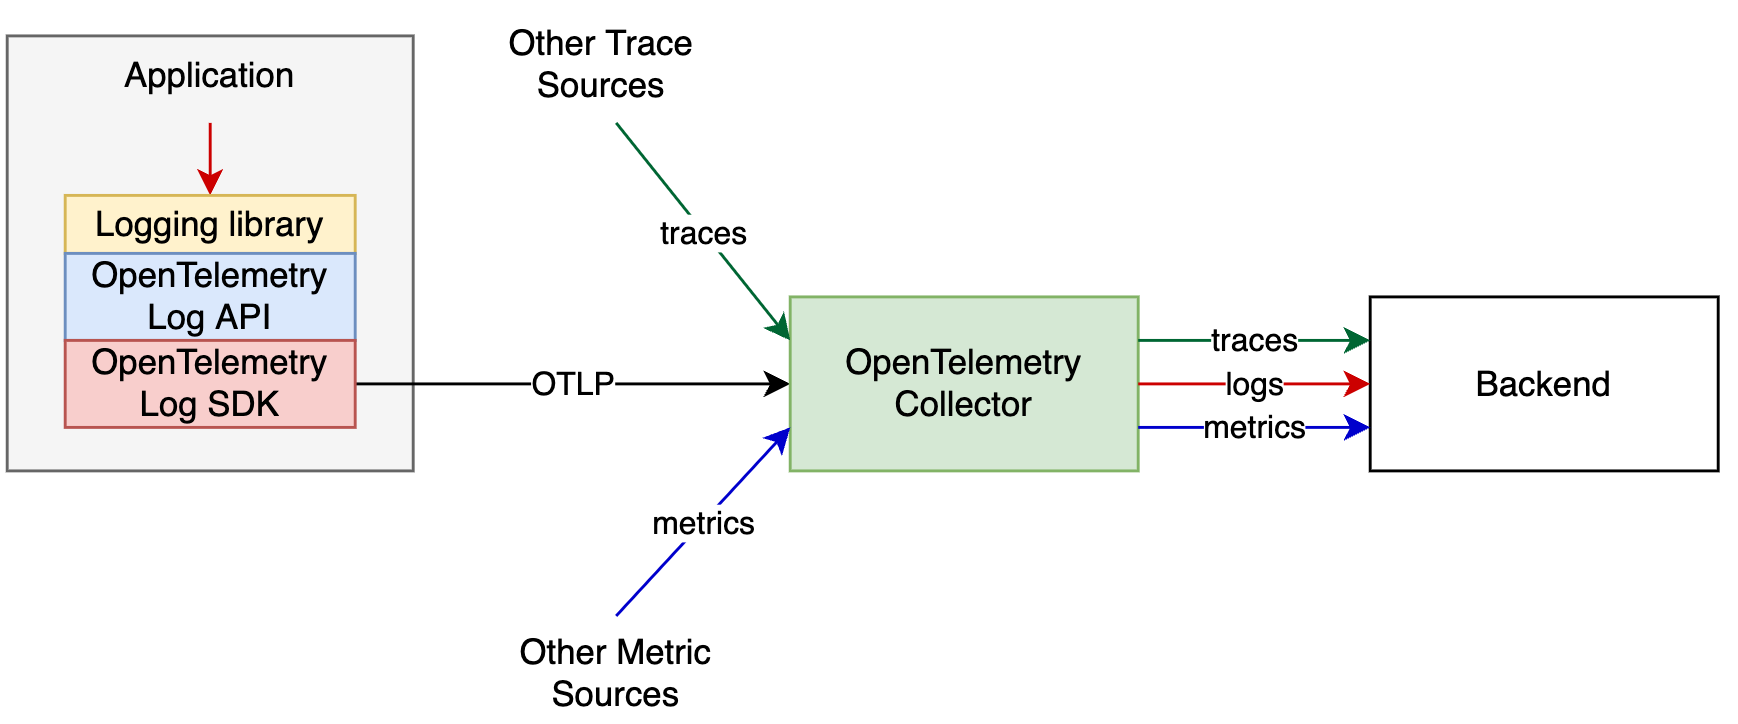 Application
Logging library
OpenTelemetry
Log API
OpenTelemetry
Log SDK
Other Trace
Sources
traces
OTLP
metrics
Other Metric
Sources
OpenTelemetry
Collector
traces
logs
metrics
Backend